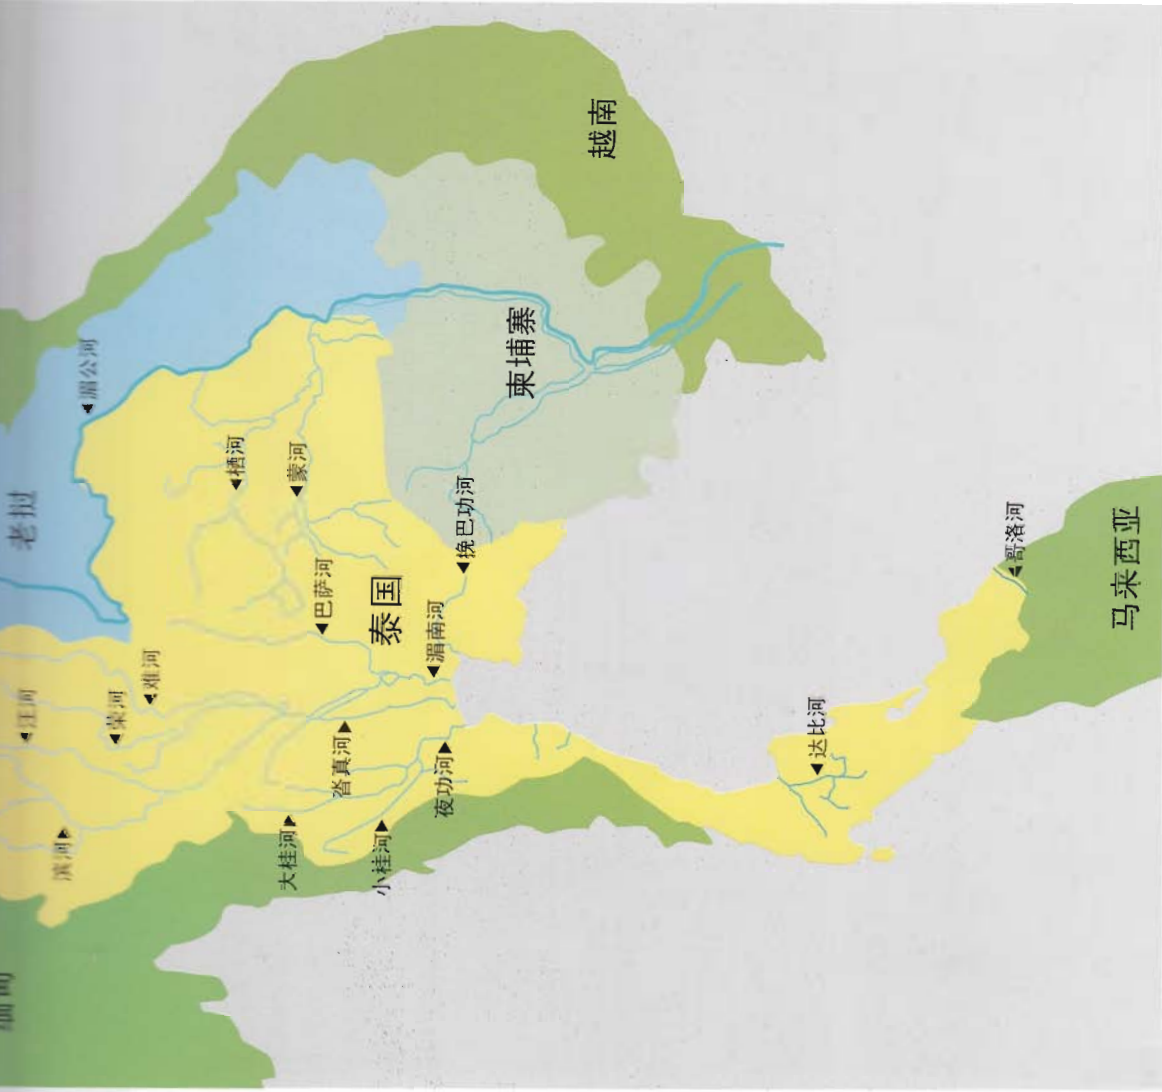 越南
湄公河
柬埔寨
老挝
栖河
蒙河
挽巴功河
哥洛河
马来西亚
巴萨河
泰国
湄南河
汪河
荣河
难河
沓真河
夜功河
达比河
滨河
大桂河
小桂河